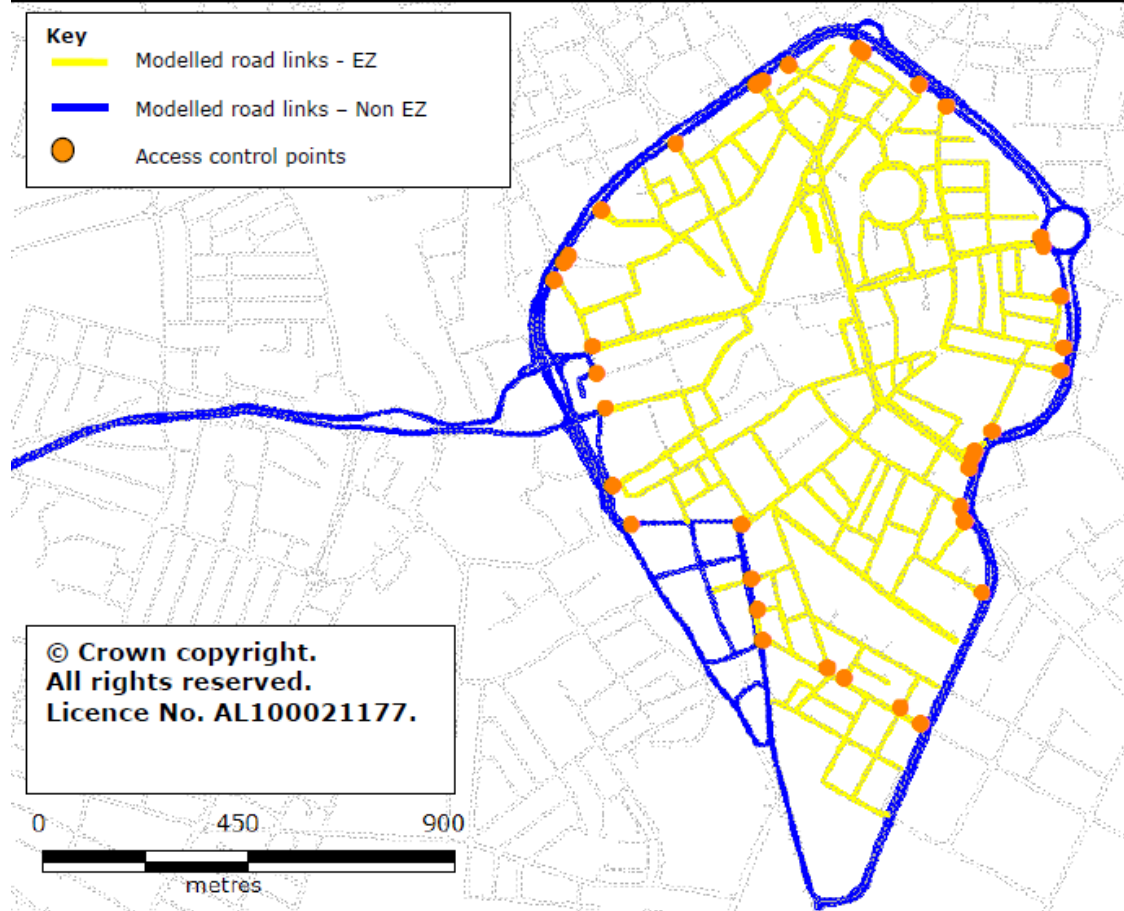 Key
Modelled road links - EZ
Modelled road links – Non EZ
Access control points
© Crown copyright.
All rights reserved.
Licence No. AL100021177.
0 450 900
metres